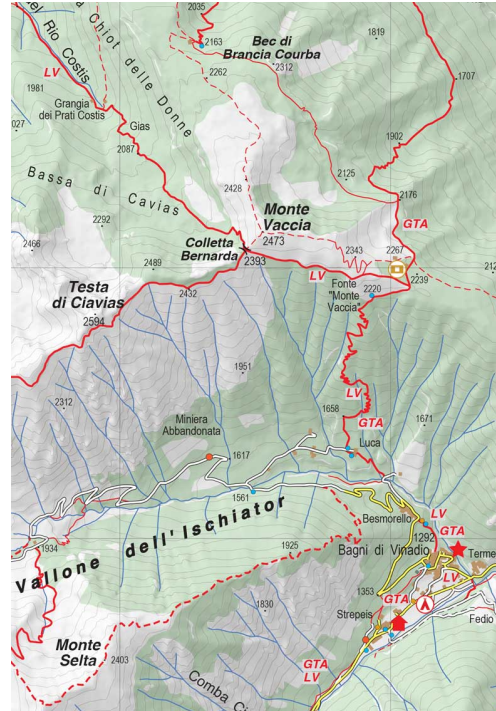 2035
a Chiot delle Donne
2163
Bec di
Brancia Courba
2312
1819
2262
del Rio Costis
LV
1981
Grangia
dei Prati Costis
1707
Gias
2087
1902
027
Bassa di Cavias
2125
2428
2176
Monte
Vaccia
2292
GTA
2466
Colletta
Bernarda
2473
2393
2343
2267
2489
LV
2239
212
Testa
di Clavias
2432
Fonte
"Monte
Vaccia"
2220
2594
1951
LV
2312
1658
GTA
1671
Miniera
Abbandonata
Luca
1617
1561
Besmorello
LV
Vallone dell'Ischiator
1292
GTA
1934
1925
Bagni di Vinadio
Terme
LV
1353
GTA
1830
Strepeis
Fedio
Monte
Selta
2403
GTA
LV
Comba